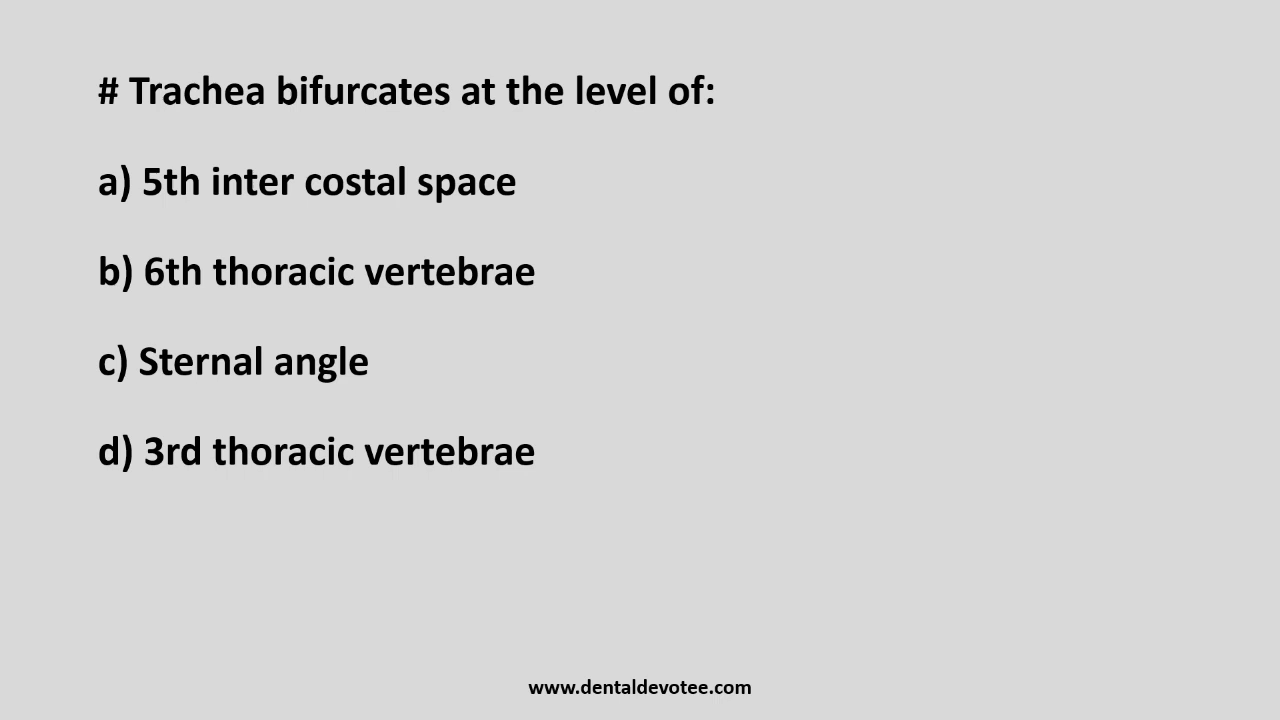 # Trachea bifurcates at the level of:
a) 5th inter costal space
b) 6th thoracic vertebrae
c) Sternal angle
d) 3rd thoracic vertebrae
www.dentaldevotee.com